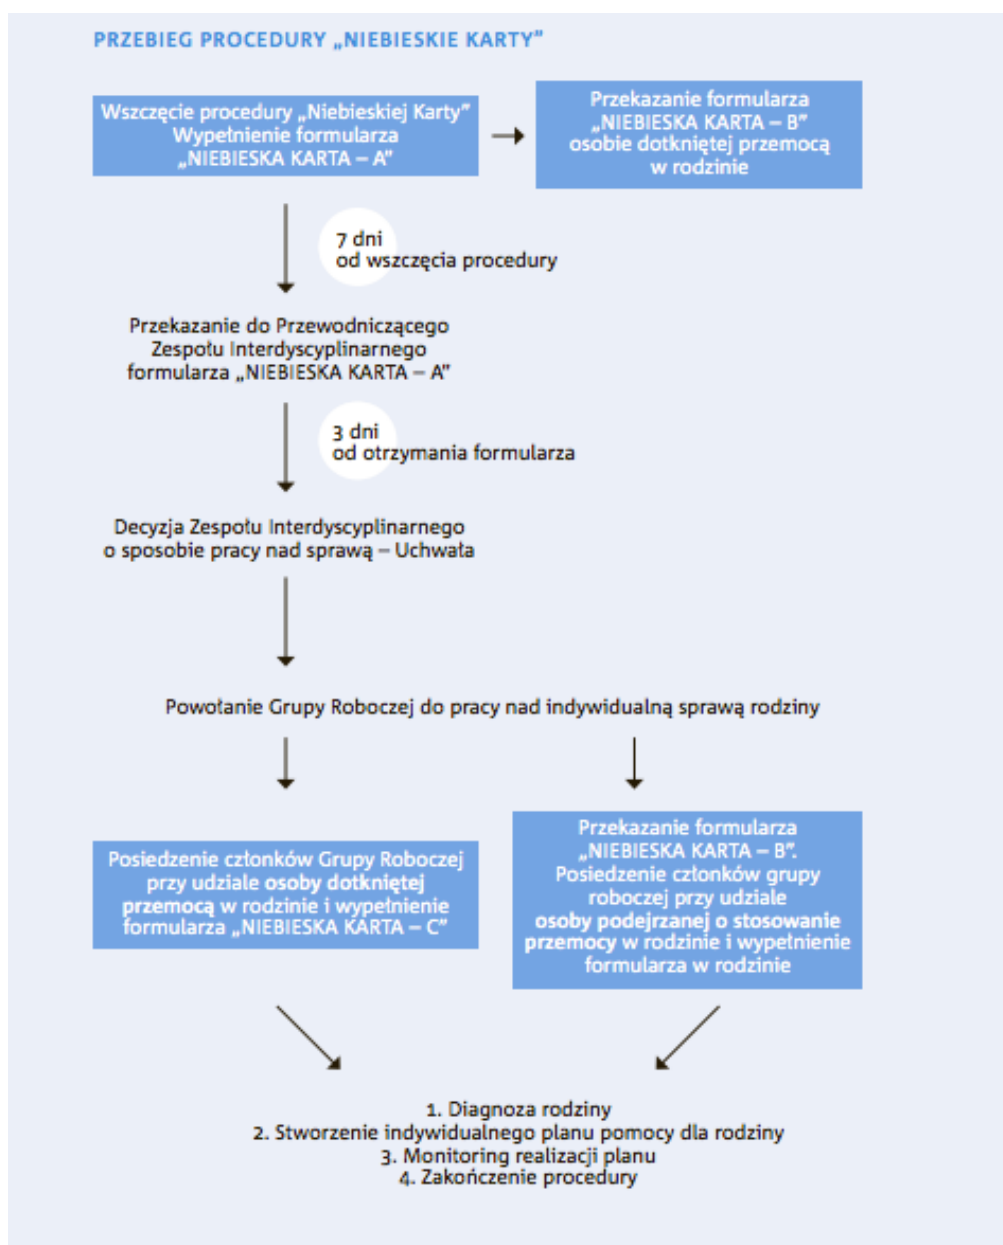 PRZEBIEG PROCEDURY „NIEBIESKIE KARTY”
Wszczęcie procedury „Niebieskiej Karty”
Wypełnienie formularza
„NIEBIESKA KARTA – A”
Przekazanie formularza
„NIEBIESKA KARTA – B”
osobie dotkniętej przemocą
w rodzinie
7 dni
od wszczęcia procedury
Przekazanie do Przewodniczącego
Zespołu Interdyscyplinarnego
formularza „NIEBIESKA KARTA – A”
3 dni
od otrzymania formularza
Decyzja Zespołu Interdyscyplinarnego
o sposobie pracy nad sprawą – Uchwała
Powołanie Grupy Roboczej do pracy nad indywidualną sprawą rodziny
Posiedzenie członków Grupy Roboczej
przy udziale osoby dotkniętej
przemocą w rodzinie i wypełnienie
formularza „NIEBIESKA KARTA – C”
Przekazanie formularza
„NIEBIESKA KARTA – B”.
Posiedzenie członków grupy
roboczej przy udziale
osoby podejrzanej o stosowanie
przemocy w rodzinie i wypełnienie
formularza w rodzinie
1. Diagnoza rodziny
2. Stworzenie indywidualnego planu pomocy dla rodziny
3. Monitoring realizacji planu
4. Zakończenie procedury